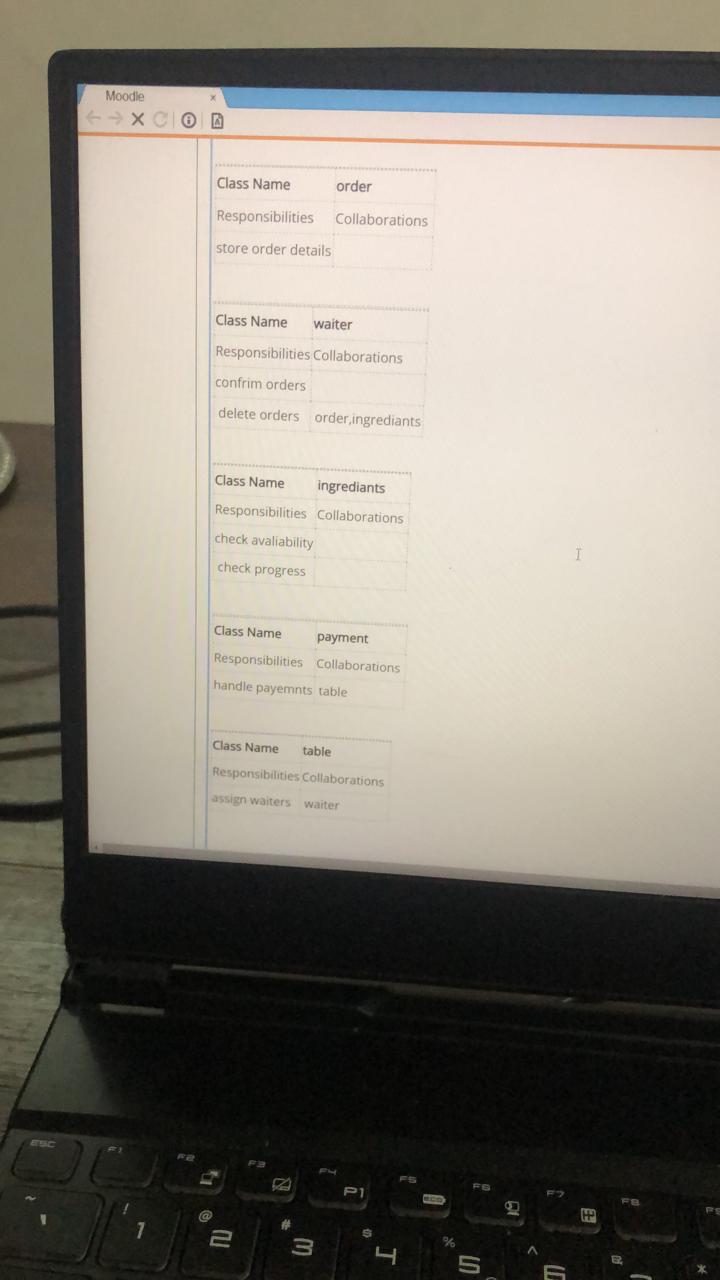 Moodle ×
Class Name order
Responsibilities Collaborations
store order details
Class Name waiter
Responsibilities Collaborations
confrim orders
delete orders order,ingrediants
Class Name ingrediants
Responsibilities Collaborations
check avaliability
check progress
Class Name payment
Responsibilities Collaborations
handle payemnts table
Class Name table
Responsibilities Collaborations
assign waiters waiter
ESC F1 F2 F3 F4 F5 F6 F7 F8
P1 eco
~ ! @ # $ % ^ & *
1 2 3 4 5 6